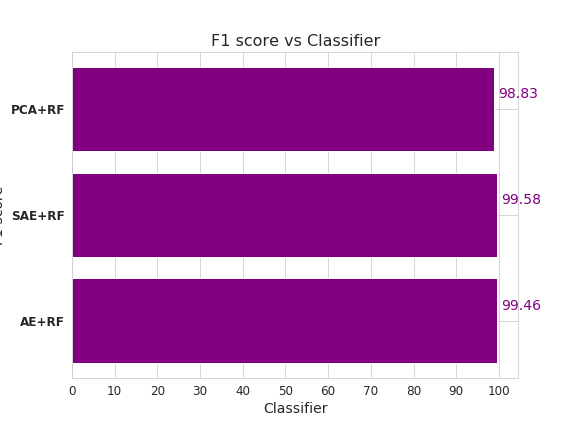 F1 score vs Classifier
PCA+RF
98.83
SAE+RF
99.58
AE+RF
99.46
0 10 20 30 40 50 60 70 80 90 100
Classifier